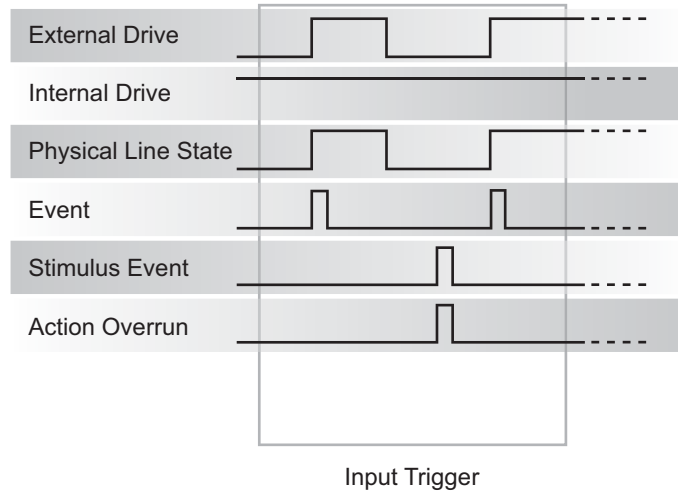 External Drive
Internal Drive
Physical Line State
Event
Stimulus Event
Action Overrun
Input Trigger